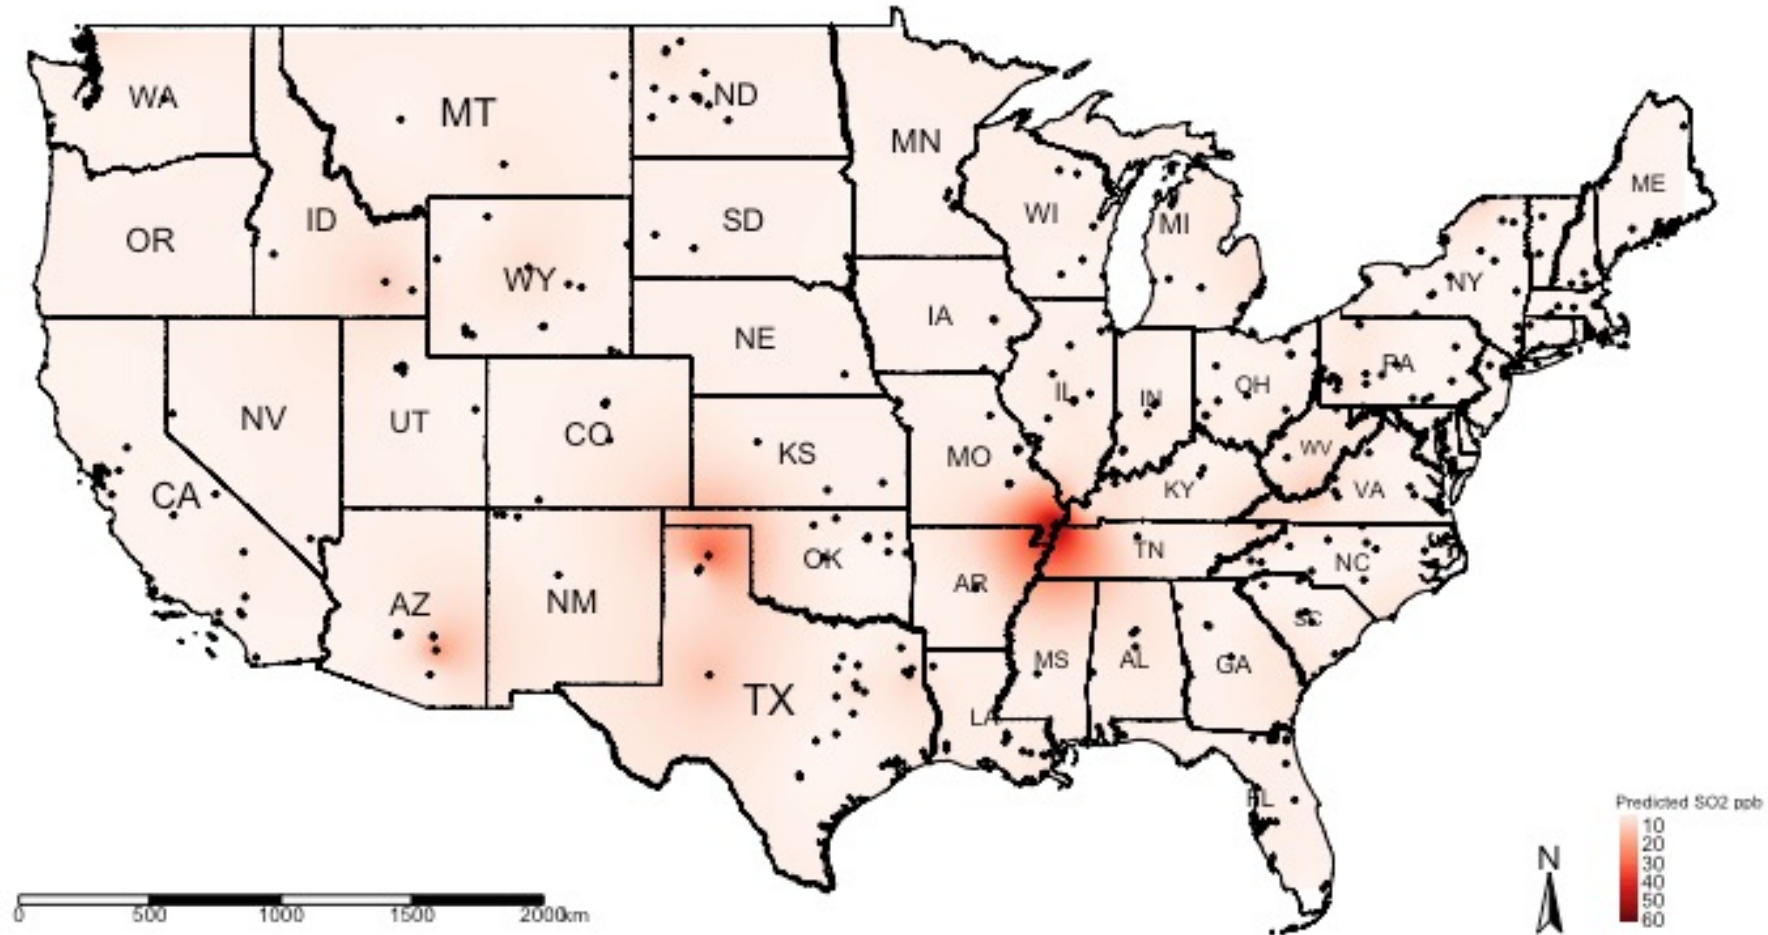 WA
MT
ND
MN
ME
OR
ID
SD
WI
MI
WY
NY
NE
IA
NV
UT
CO
KS
MO
IL
IN
OH
PA
WV
KY
VA
CA
AZ
NM
OK
AR
TN
NC
TX
LA
MS
AL
GA
SC
FL
Predicted SO2 ppb
10
20
30
40
50
60
N
0 500 1000 1500 2000km